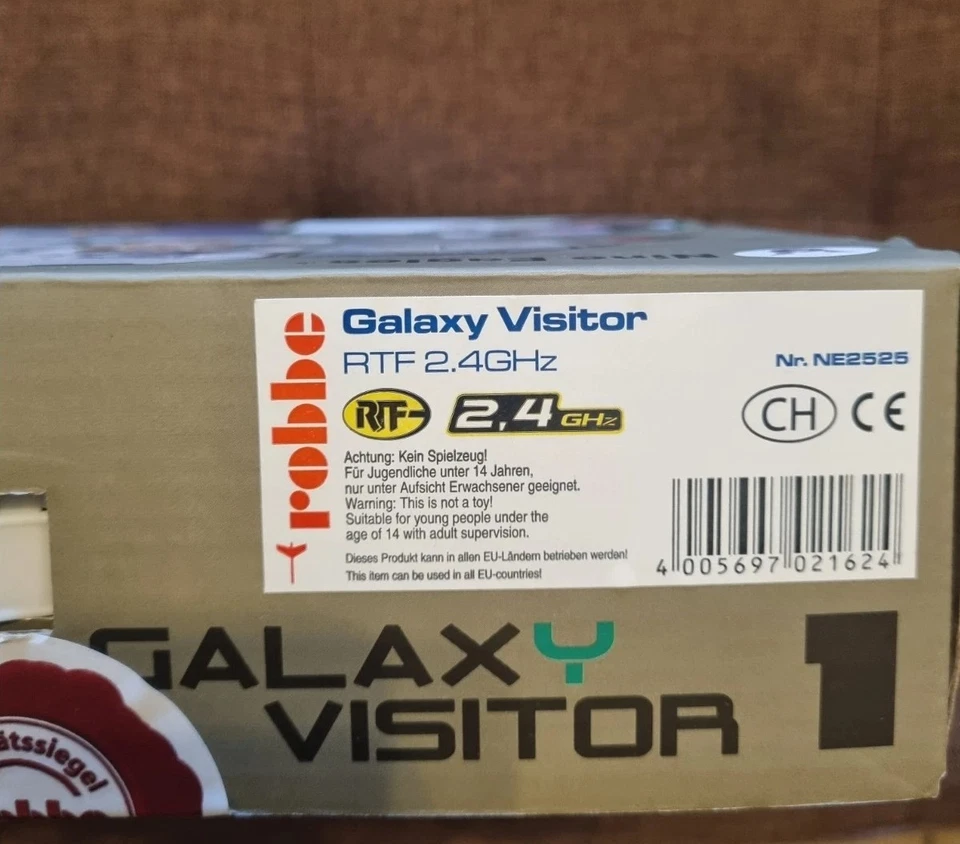 Nine Eagles
robbe
Galaxy Visitor
RTF 2.4GHz
Nr. NE2525
RTF
2,4 GHz
CH CE
Achtung: Kein Spielzeug!
Für Jugendliche unter 14 Jahren,
nur unter Aufsicht Erwachsener geeignet.
Warning: This is not a toy!
Suitable for young people under the
age of 14 with adult supervision.
Dieses Produkt kann in allen EU-Ländern betrieben werden!
This item can be used in all EU-countries!
4 005697 021624
GALAXY
VISITOR
1
ätssiegel